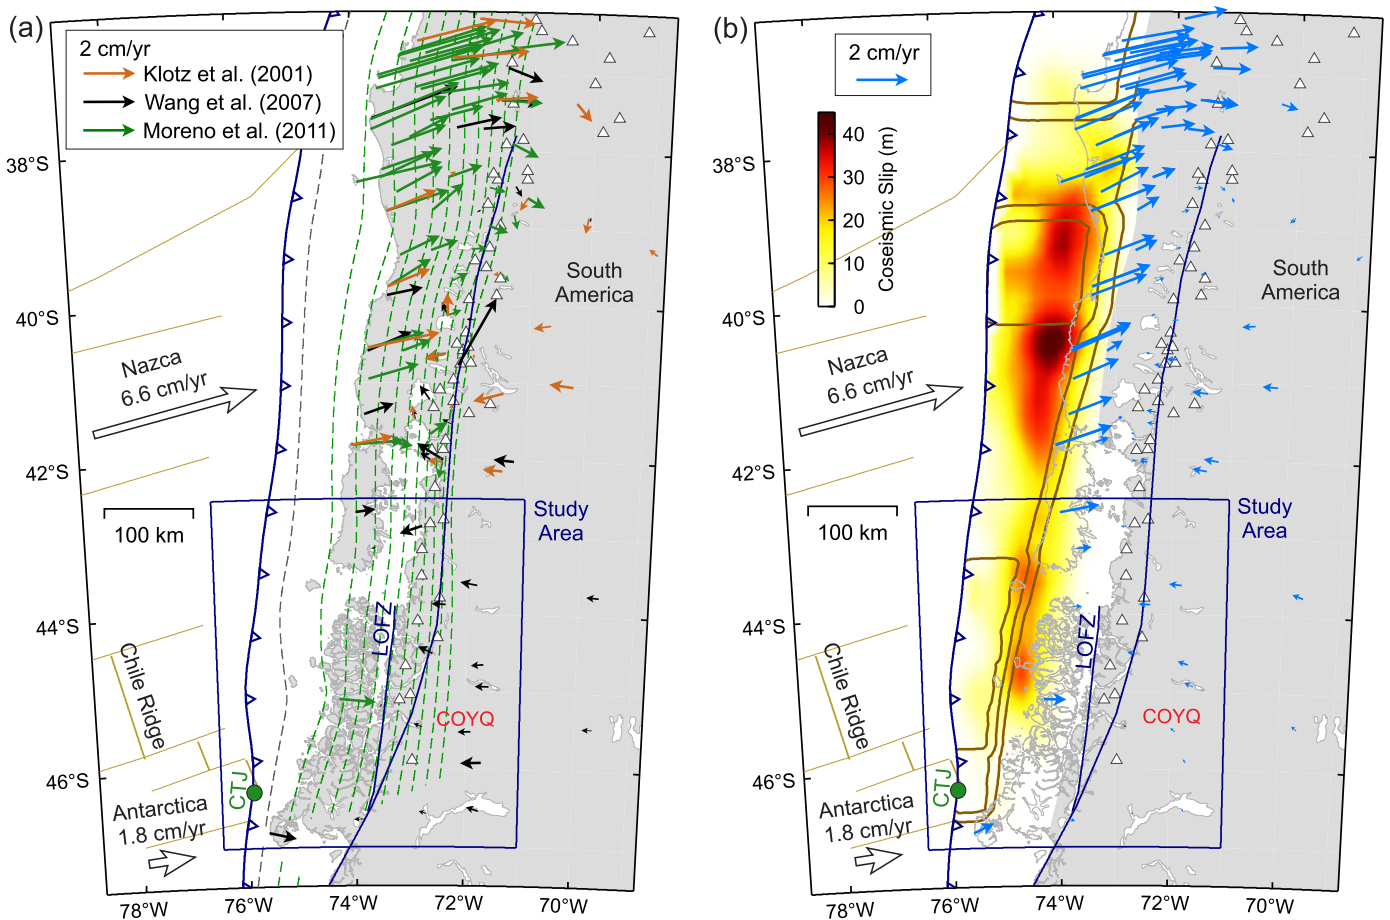 (a)
2 cm/yr
Klotz et al. (2001)
Wang et al. (2007)
Moreno et al. (2011)
38°S
40°S
42°S
44°S
46°S
South
America
Nazca
6.6 cm/yr
100 km
Study
Area
LOFZ
Chile Ridge
COYQ
CTJ
Antarctica
1.8 cm/yr
78°W
76°W
74°W
72°W
70°W
(b)
2 cm/yr
Coseismic Slip (m)
40
30
20
10
0
38°S
40°S
42°S
44°S
46°S
South
America
Nazca
6.6 cm/yr
100 km
Study
Area
LOFZ
Chile Ridge
COYQ
CTJ
Antarctica
1.8 cm/yr
78°W
76°W
74°W
72°W
70°W